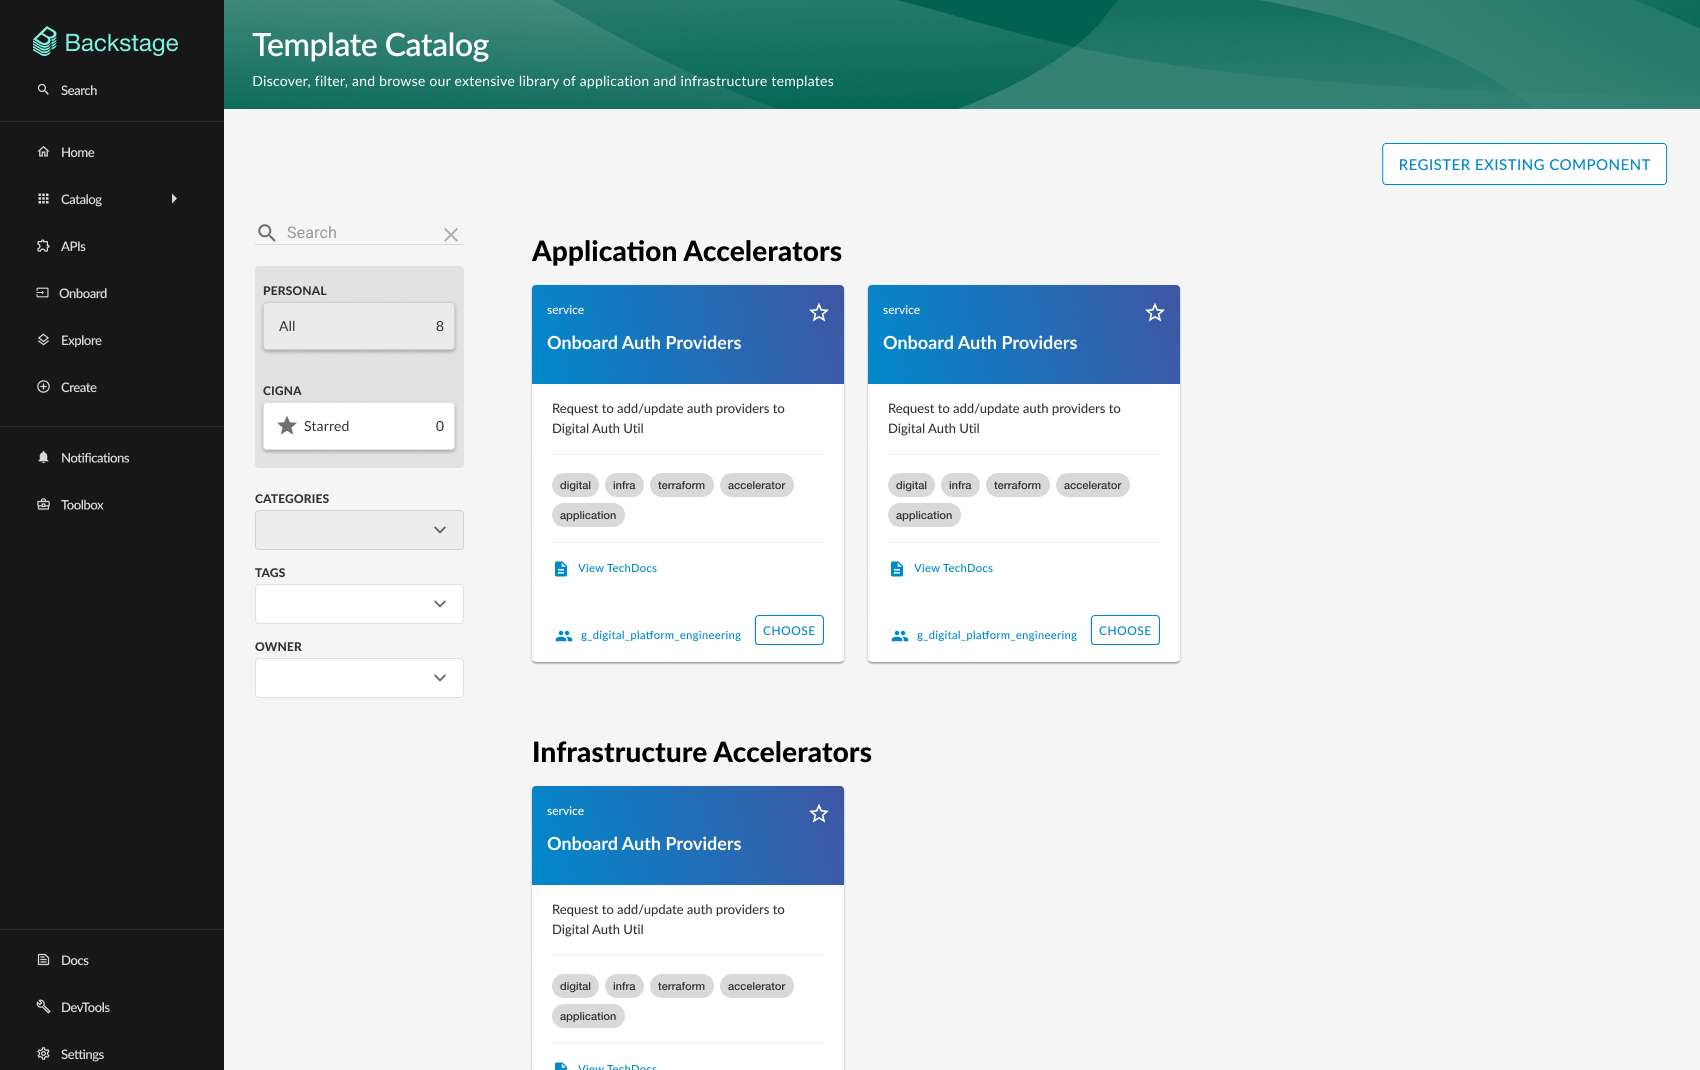 Backstage
Search
Home
Catalog
APIs
Onboard
Explore
Create
Notifications
Toolbox
Docs
DevTools
Settings
Template Catalog
Discover, filter, and browse our extensive library of application and infrastructure templates
REGISTER EXISTING COMPONENT
Search
PERSONAL
All 8
CIGNA
Starred 0
CATEGORIES
TAGS
OWNER
Application Accelerators
service
Onboard Auth Providers
Request to add/update auth providers to
Digital Auth Util
digital infra terraform accelerator
application
View TechDocs
g_digital_platform_engineering CHOOSE
service
Onboard Auth Providers
Request to add/update auth providers to
Digital Auth Util
digital infra terraform accelerator
application
View TechDocs
g_digital_platform_engineering CHOOSE
Infrastructure Accelerators
service
Onboard Auth Providers
Request to add/update auth providers to
Digital Auth Util
digital infra terraform accelerator
application
View TechDocs